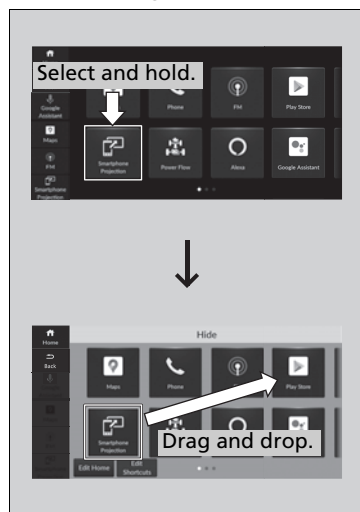 Select and hold.
Phone
FM
Play Store
Google
Assistant
Maps
FM
Smartphone
Projection
Smartphone
Projection
Power Flow
Alexa
Google Assistant
Home
Hide
Back
Maps
Phone
Play Store
Smartphone
Projection
Drag and drop.
Edit Home
Edit
Shortcuts